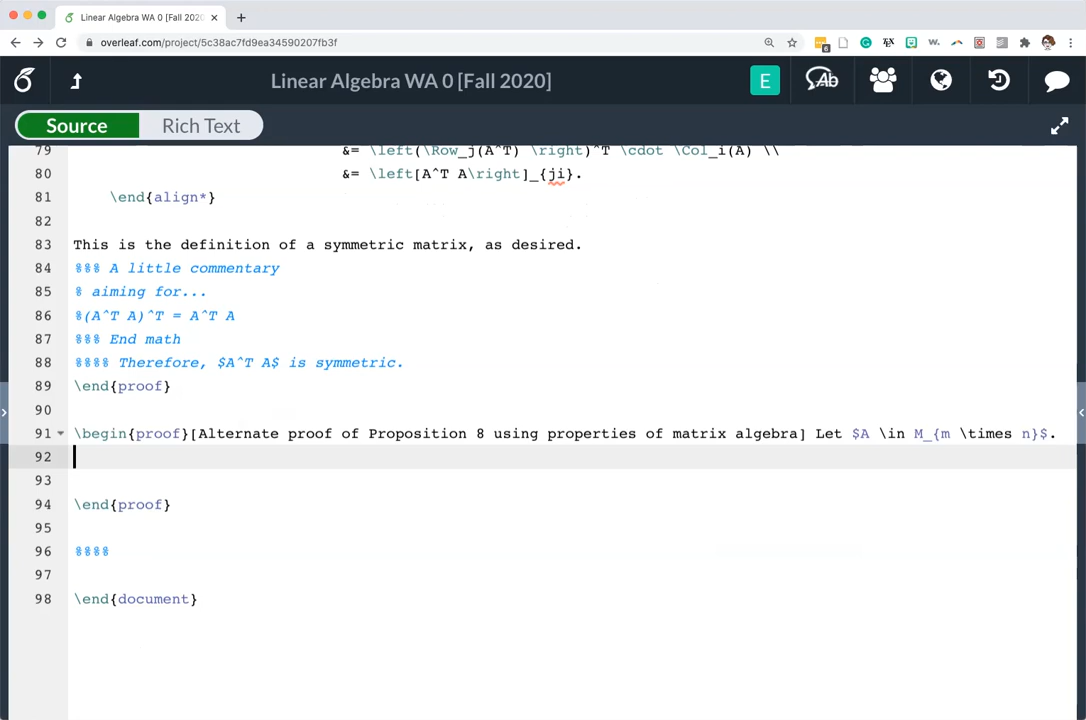 Linear Algebra WA 0 [Fall 2020
overleaf.com/project/5c38ac7fd9ea34590207fb3f
6
Linear Algebra WA 0 [Fall 2020]
E
Ab
Source
Rich Text
79 &= \left(\Row_j(A^T) \right)^T \cdot \Col_i(A) \\
80 &= \left[A^T A\right]_{ji}.
81 \end{align*}
82
83 This is the definition of a symmetric matrix, as desired.
84 %%% A little commentary
85 % aiming for...
86 %(A^T A)^T = A^T A
87 %%% End math
88 %%%% Therefore, $A^T A$ is symmetric.
89 \end{proof}
90
91 \begin{proof}[Alternate proof of Proposition 8 using properties of matrix algebra] Let $A \in M_{m \times n}$.
92
93
94 \end{proof}
95
96 %%%%
97
98 \end{document}